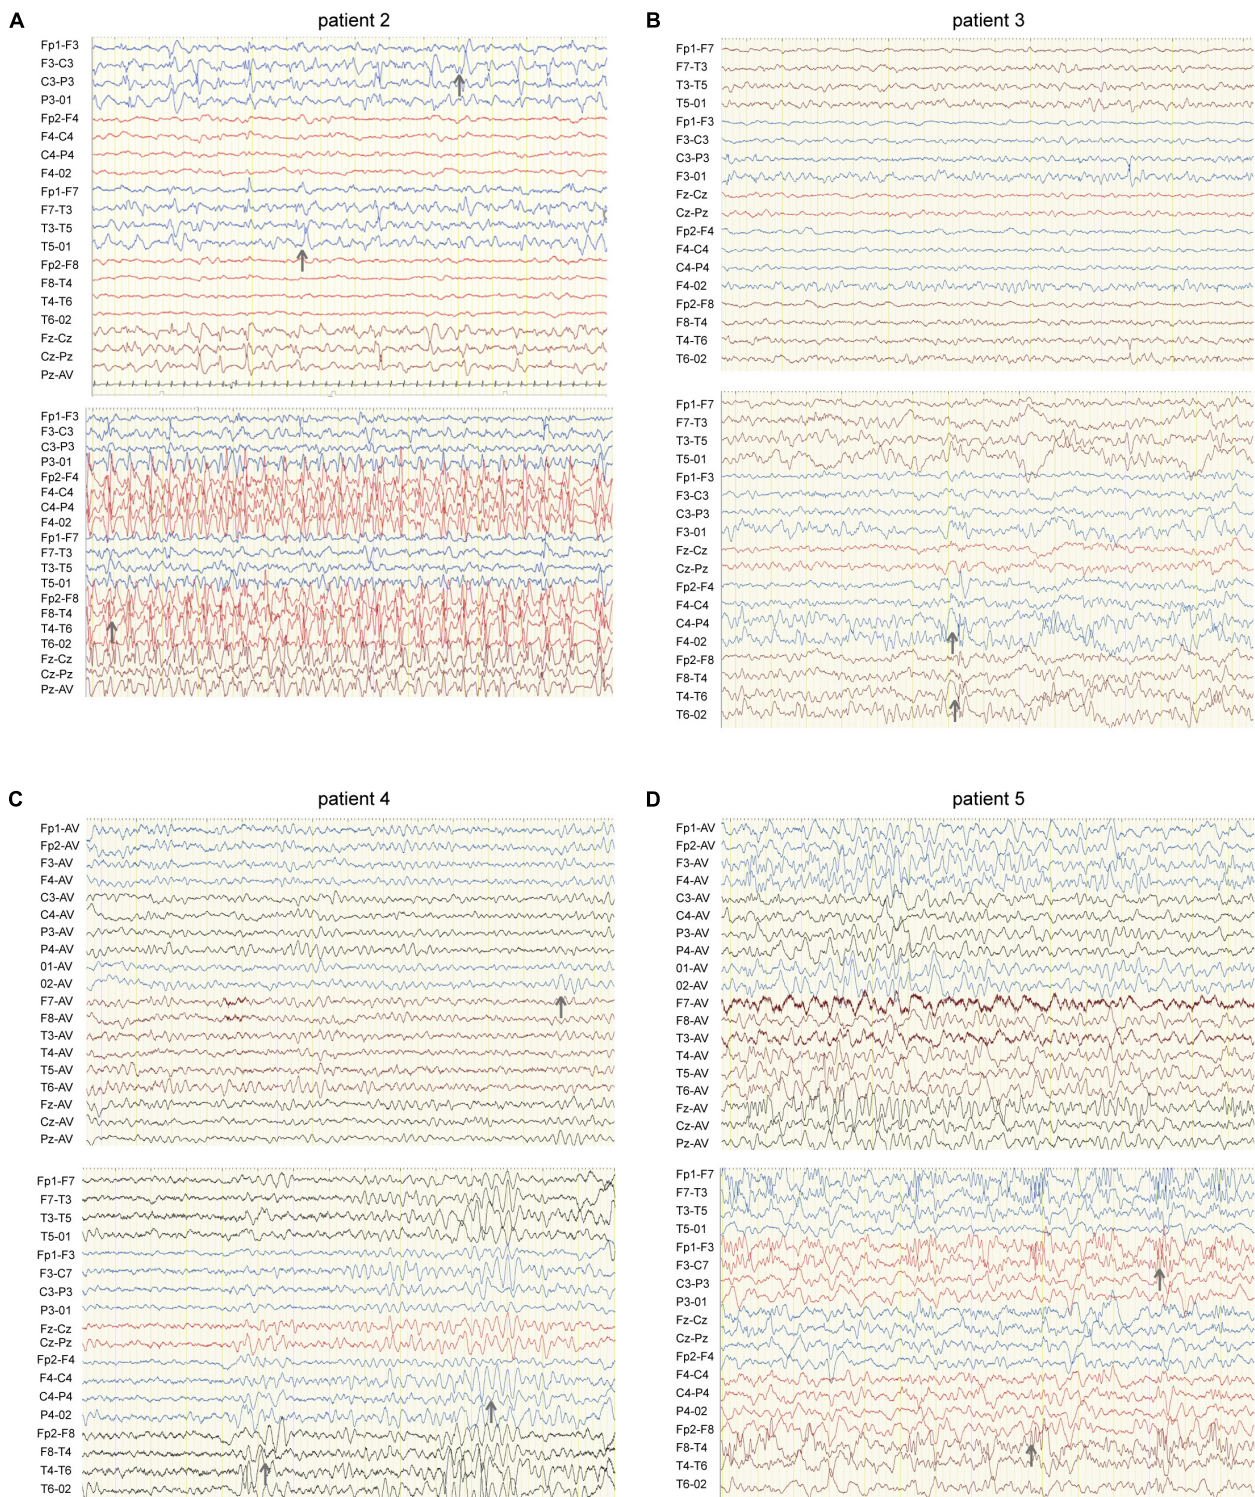 A
patient 2
Fp1-F3
F3-C3
C3-P3
P3-01
Fp2-F4
F4-C4
C4-P4
F4-02
Fp1-F7
F7-T3
T3-T5
T5-01
Fp2-F8
F8-T4
T4-T6
T6-02
Fz-Cz
Cz-Pz
Pz-AV
Fp1-F3
F3-C3
C3-P3
P3-01
Fp2-F4
F4-C4
C4-P4
F4-02
Fp1-F7
F7-T3
T3-T5
T5-01
Fp2-F8
F8-T4
T4-T6
T6-02
Fz-Cz
Cz-Pz
Pz-AV
B
patient 3
Fp1-F7
F7-T3
T3-T5
T5-01
Fp1-F3
F3-C3
C3-P3
F3-01
Fz-Cz
Cz-Pz
Fp2-F4
F4-C4
C4-P4
F4-02
Fp2-F8
F8-T4
T4-T6
T6-02
Fp1-F7
F7-T3
T3-T5
T5-01
Fp1-F3
F3-C3
C3-P3
F3-01
Fz-Cz
Cz-Pz
Fp2-F4
F4-C4
C4-P4
F4-02
Fp2-F8
F8-T4
T4-T6
T6-02
C
patient 4
Fp1-AV
Fp2-AV
F3-AV
F4-AV
C3-AV
C4-AV
P3-AV
P4-AV
01-AV
02-AV
F7-AV
F8-AV
T3-AV
T4-AV
T5-AV
T6-AV
Fz-AV
Cz-AV
Pz-AV
Fp1-F7
F7-T3
T3-T5
T5-01
Fp1-F3
F3-C7
C3-P3
P3-01
Fz-Cz
Cz-Pz
Fp2-F4
F4-C4
C4-P4
P4-02
Fp2-F8
F8-T4
T4-T6
T6-02
D
patient 5
Fp1-AV
Fp2-AV
F3-AV
F4-AV
C3-AV
C4-AV
P3-AV
P4-AV
01-AV
02-AV
F7-AV
F8-AV
T3-AV
T4-AV
T5-AV
T6-AV
Fz-AV
Cz-AV
Pz-AV
Fp1-F7
F7-T3
T3-T5
T5-01
Fp1-F3
F3-C7
C3-P3
P3-01
Fz-Cz
Cz-Pz
Fp2-F4
F4-C4
C4-P4
P4-02
Fp2-F8
F8-T4
T4-T6
T6-02